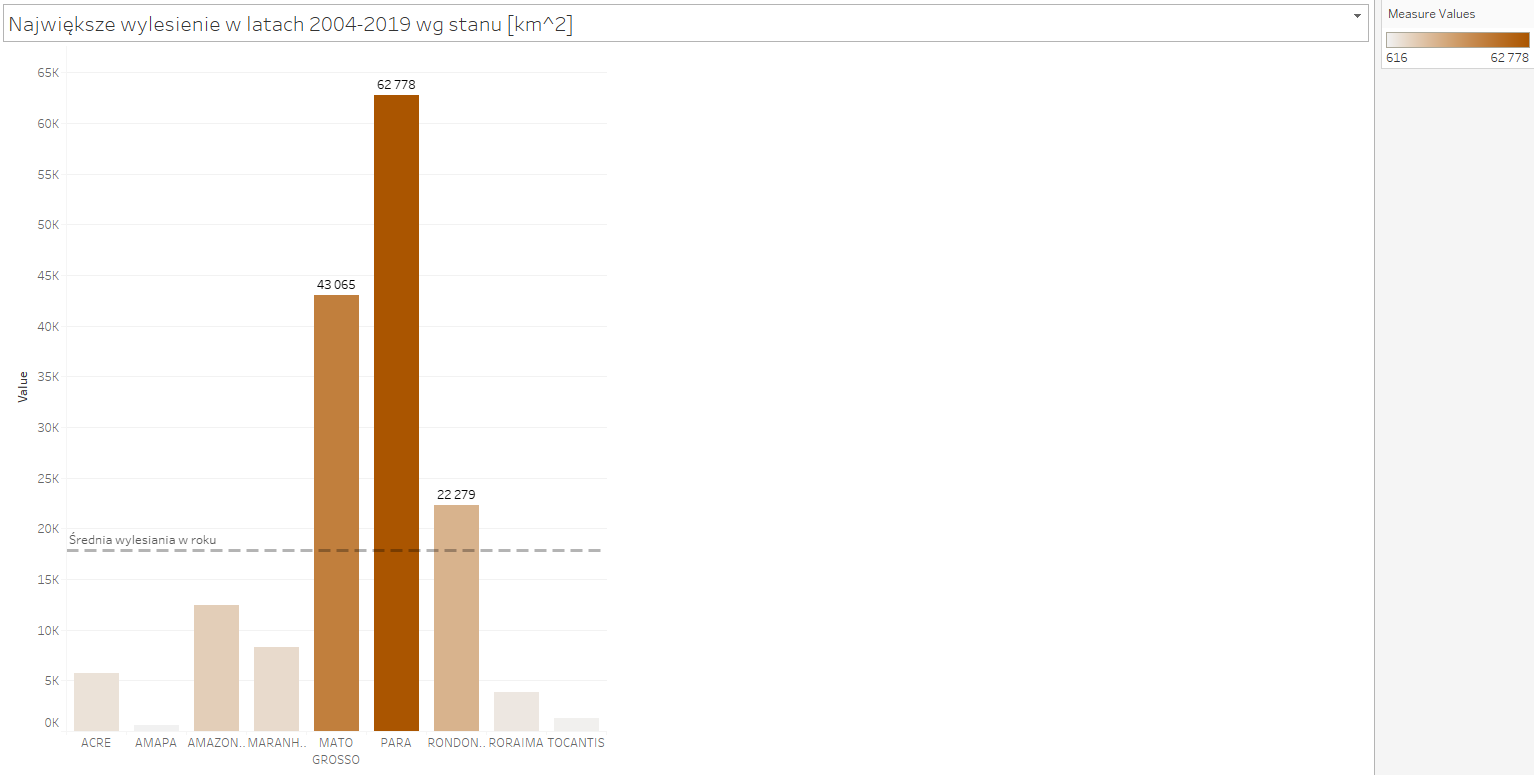 Największe wylesienie w latach 2004-2019 wg stanu [km^2]
Measure Values
616 62 778
65K
60K
55K
50K
45K
40K
35K
30K
25K
20K
15K
10K
5K
0K
Value
62 778
43 065
22 279
Średnia wylesiania w roku
ACRE AMAPA AMAZON.. MARANH.. MATO GROSSO PARA RONDON.. RORAIMA TOCANTIS